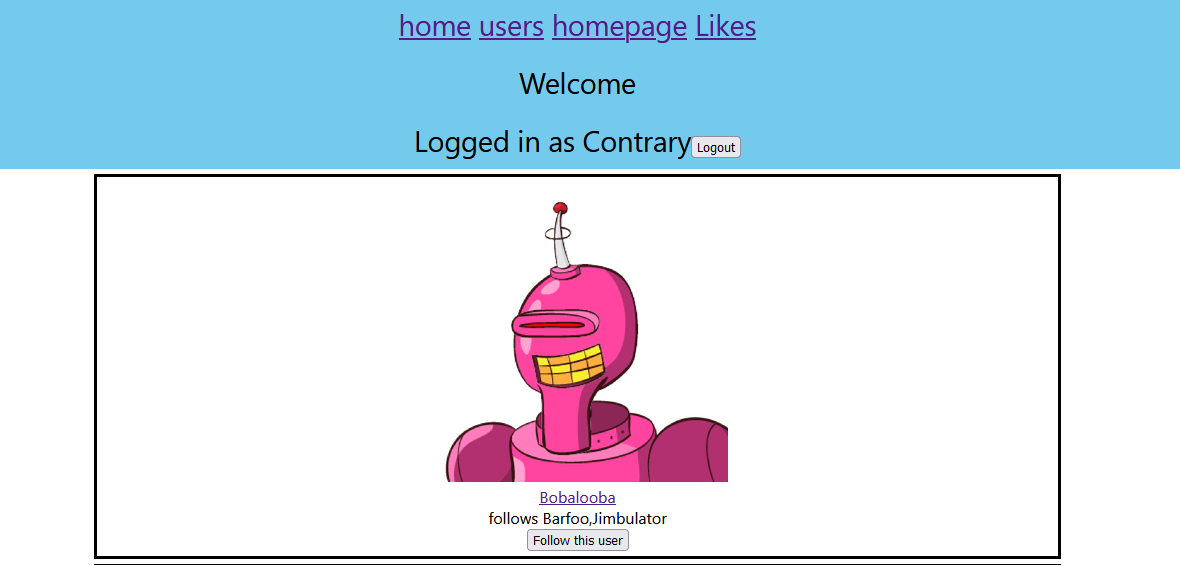 home users homepage Likes
Welcome
Logged in as Contrary Logout
Bobalooba
follows Barfoo,Jimbulator
Follow this user